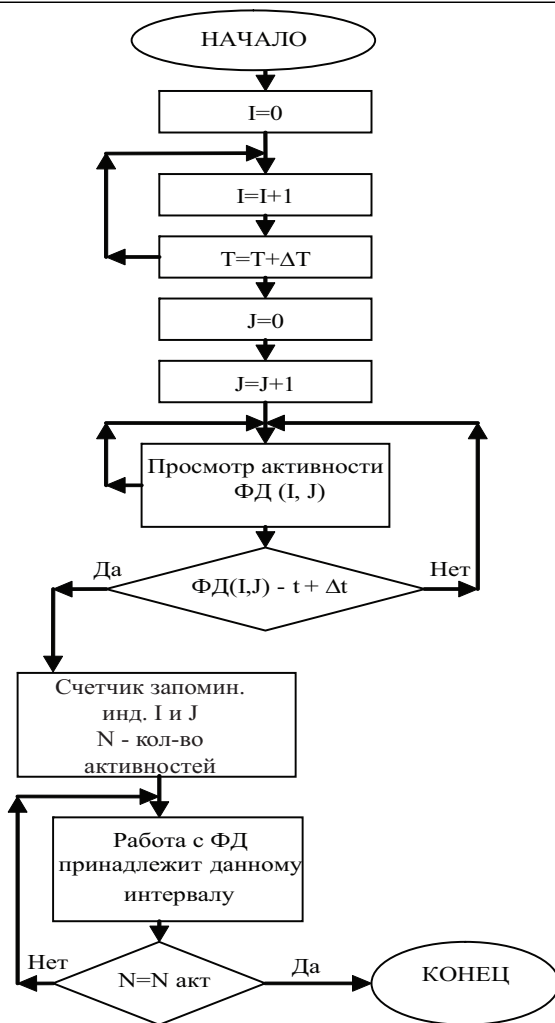 НАЧАЛО
I=0
I=I+1
T=T+ΔT
J=0
J=J+1
Просмотр активности
ФД (I, J)
Да
Нет
ФД(I,J) - t + Δt
Счетчик запомин.
инд. I и J
N - кол-во
активностей
Работа с ФД
принадлежит данному
интервалу
Нет
N=N акт
Да
КОНЕЦ